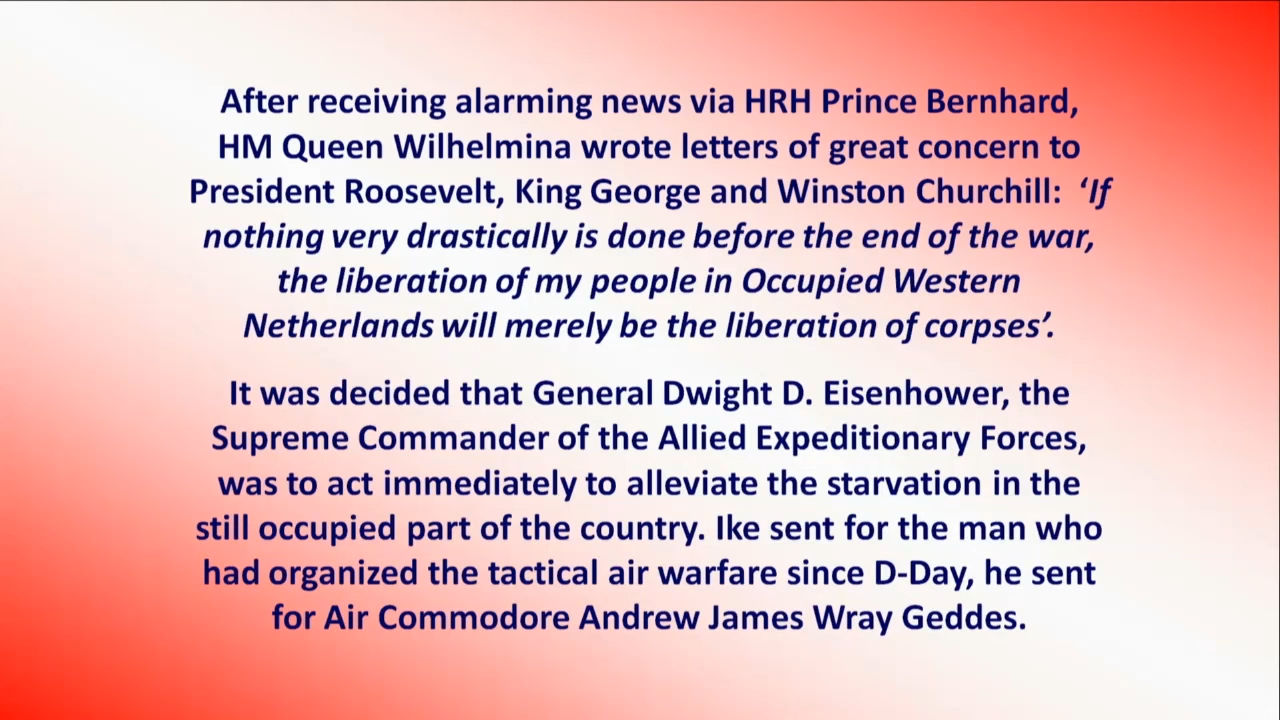 After receiving alarming news via HRH Prince Bernhard,
HM Queen Wilhelmina wrote letters of great concern to
President Roosevelt, King George and Winston Churchill:  ‘If
nothing very drastically is done before the end of the war,
the liberation of my people in Occupied Western
Netherlands will merely be the liberation of corpses’.
It was decided that General Dwight D. Eisenhower, the
Supreme Commander of the Allied Expeditionary Forces,
was to act immediately to alleviate the starvation in the
still occupied part of the country. Ike sent for the man who
had organized the tactical air warfare since D-Day, he sent
for Air Commodore Andrew James Wray Geddes.